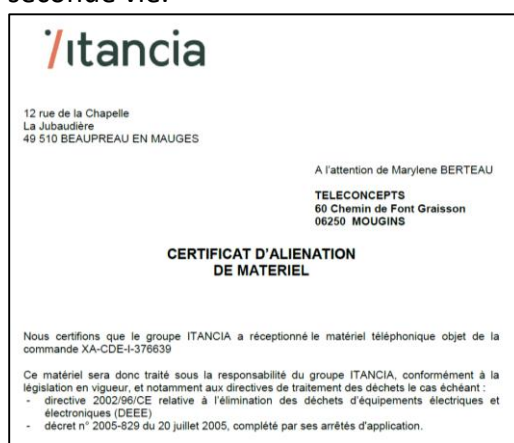 seconde vie.
itancia
12 rue de la Chapelle
La Jubaudière
49 510 BEAUPREAU EN MAUGES
A l'attention de Marylene BERTEAU
TELECONCEPTS
60 Chemin de Font Graisson
06250 MOUGINS
CERTIFICAT D'ALIENATION
DE MATERIEL
Nous certifions que le groupe ITANCIA a réceptionné le matériel téléphonique objet de la
commande XA-CDE-I-376639
Ce matériel sera donc traité sous la responsabilité du groupe ITANCIA, conformément à la
législation en vigueur, et notamment aux directives de traitement des déchets le cas échéant :
- directive 2002/96/CE relative à l'élimination des déchets d'équipements électriques et
électroniques (DEEE)
- décret n° 2005-829 du 20 juillet 2005, complété par ses arrêtés d'application.